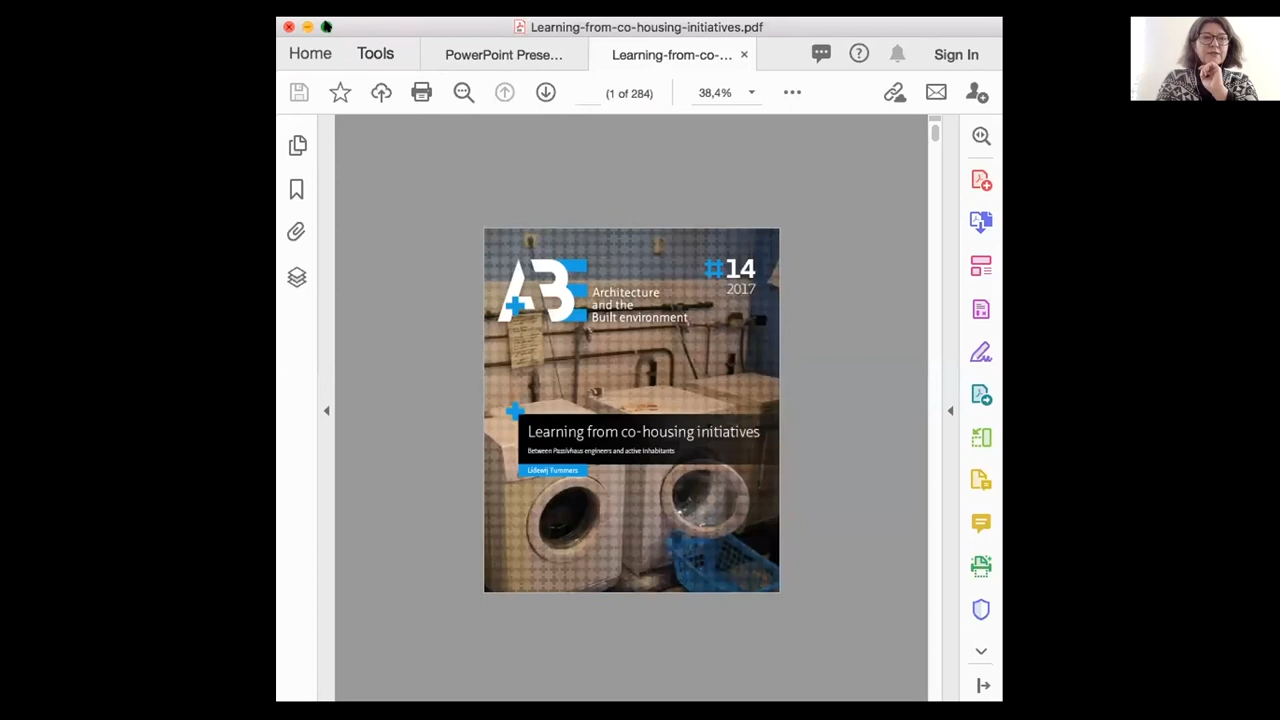 Learning-from-co-housing-initiatives.pdf
Home
Tools
PowerPoint Prese...
Learning-from-co-...
Sign In
(1 of 284)
38,4%
A+BE
Architecture
and the
Built environment
#14
2017
Learning from co-housing initiatives
Between Passivhaus engineers and active inhabitants
Lidewij Tummers